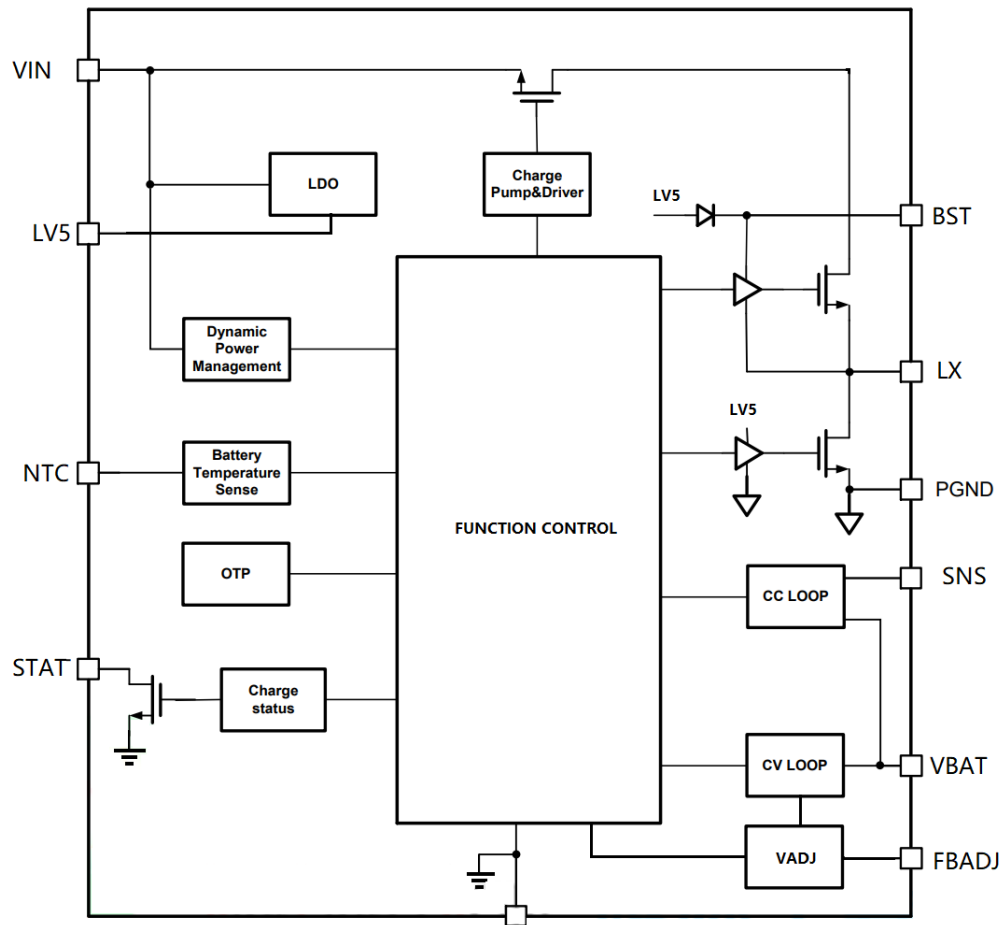 VIN
LDO
Charge
Pump&Driver
LV5
BST
LV5
Dynamic
Power
Management
LX
LV5
NTC
Battery
Temperature
Sense
PGND
FUNCTION CONTROL
OTP
CC LOOP
SNS
STAT
Charge
status
CV LOOP
VBAT
VADJ
FBADJ